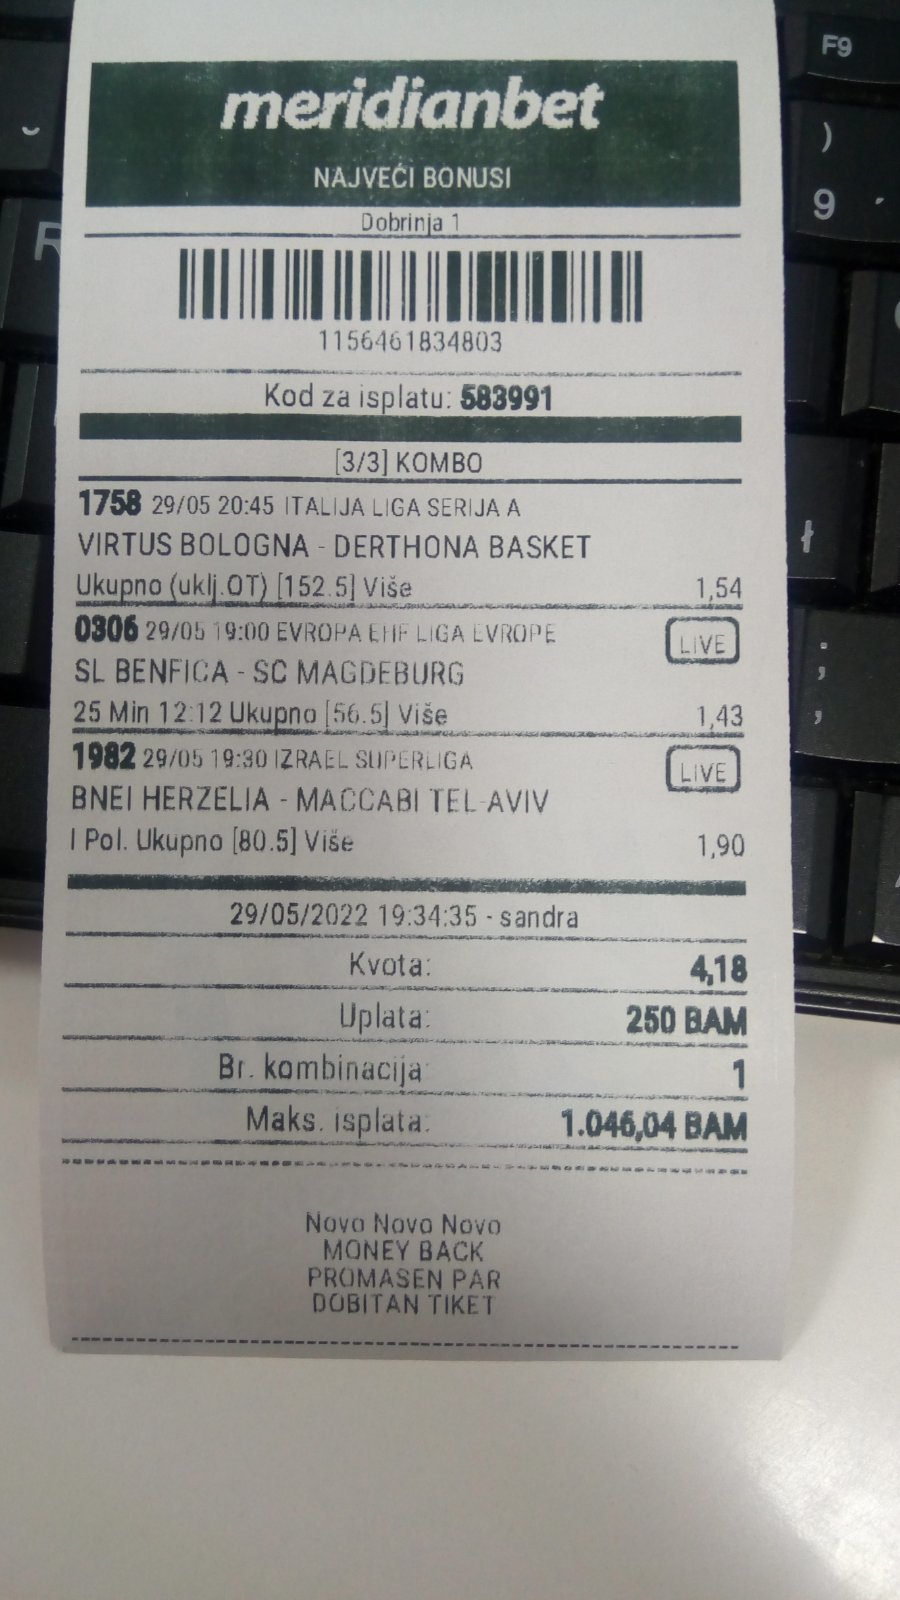 meridianbet
NAJVEĆI BONUSI
Dobrinja 1
1156461834803
Kod za isplatu: 583991
[3/3] KOMBO
1758 29/05 20:45 ITALIJA LIGA SERIJA A
VIRTUS BOLOGNA - DERTHONA BASKET
Ukupno (uklj.OT) [152.5] Više 1,54
0306 29/05 19:00 EVROPA EHF LIGA EVROPE LIVE
SL BENFICA - SC MAGDEBURG
25 Min 12:12 Ukupno [56.5] Više 1,43
1982 29/05 19:30 IZRAEL SUPERLIGA LIVE
BNEI HERZELIA - MACCABI TEL-AVIV
I Pol. Ukupno [80.5] Više 1,90
29/05/2022 19:34:35 - sandra
Kvota: 4,18
Uplata: 250 BAM
Br. kombinacija: 1
Maks. isplata: 1.046,04 BAM
Novo Novo Novo
MONEY BACK
PROMASEN PAR
DOBITAN TIKET
F9
)
9
R
;
,